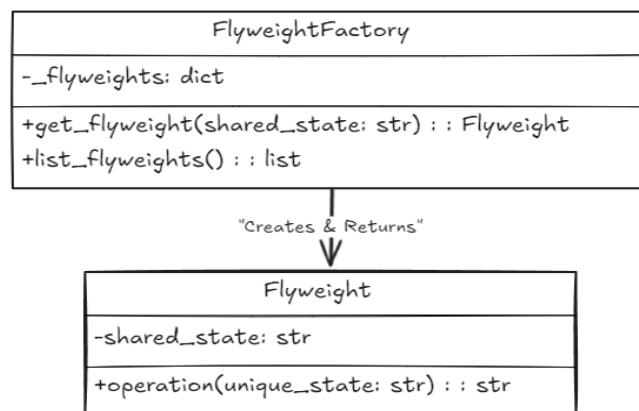 FlyweightFactory
-_flyweights: dict
+get_flyweight(shared_state: str) : : Flyweight
+list_flyweights() : : list
"Creates & Returns"
Flyweight
-shared_state: str
+operation(unique_state: str) : : str